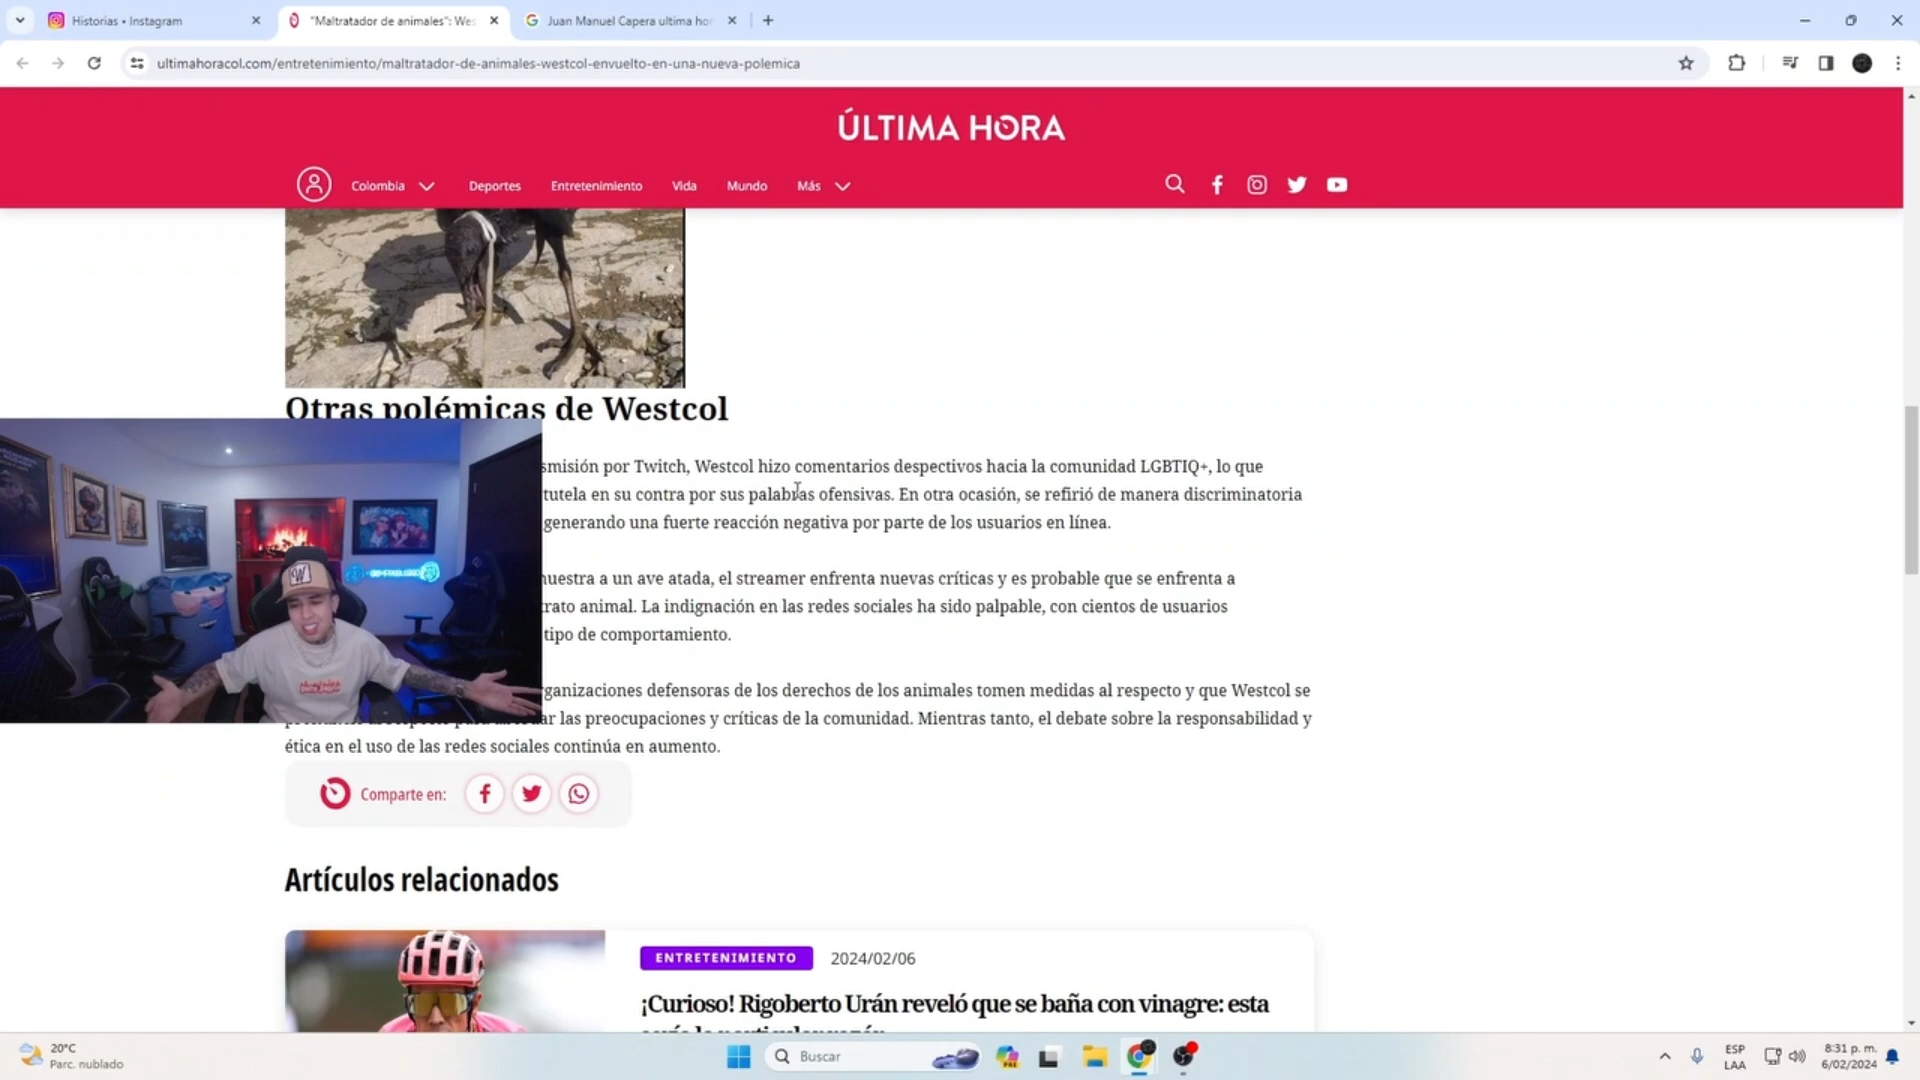 Historias • Instagram
"Maltratador de animales": Wes
Juan Manuel Capera ultima hor
ultimahoracol.com/entretenimiento/maltratador-de-animales-westcol-envuelto-en-una-nueva-polemica
ÚLTIMA HORA
Colombia
Deportes
Entretenimiento
Vida
Mundo
Más
Otras polémicas de Westcol
smisión por Twitch, Westcol hizo comentarios despectivos hacia la comunidad LGBTIQ+, lo que
tutela en su contra por sus palabras ofensivas. En otra ocasión, se refirió de manera discriminatoria
generando una fuerte reacción negativa por parte de los usuarios en línea.
uestra a un ave atada, el streamer enfrenta nuevas críticas y es probable que se enfrenta a
trato animal. La indignación en las redes sociales ha sido palpable, con cientos de usuarios
tipo de comportamiento.
rganizaciones defensoras de los derechos de los animales tomen medidas al respecto y que Westcol se
las preocupaciones y críticas de la comunidad. Mientras tanto, el debate sobre la responsabilidad y
ética en el uso de las redes sociales continúa en aumento.
Comparte en:
Artículos relacionados
ENTRETENIMIENTO
2024/02/06
¡Curioso! Rigoberto Urán reveló que se baña con vinagre: esta
20°C
Parc. nublado
Buscar
ESP
LAA
8:31 p. m.
6/02/2024